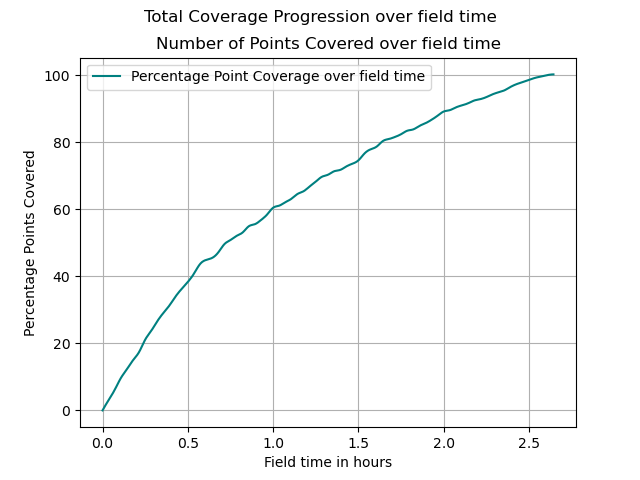 Total Coverage Progression over field time
Number of Points Covered over field time
Percentage Point Coverage over field time
100
80
60
40
20
0
Percentage Points Covered
0.0 0.5 1.0 1.5 2.0 2.5
Field time in hours